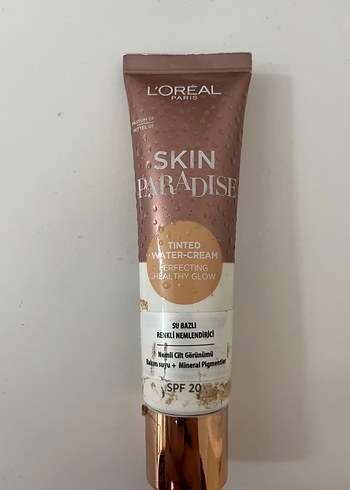 L'ORÉAL
PARIS
SKIN
PARADISE
TINTED
WATER-CREAM
PERFECTING
HEALTHY GLOW
SU BAZLI
RENKLİ NEMLENDİRİCİ
Nemli Cilt Görünümü
suyu + Mineral Pigmentler
SPF 20